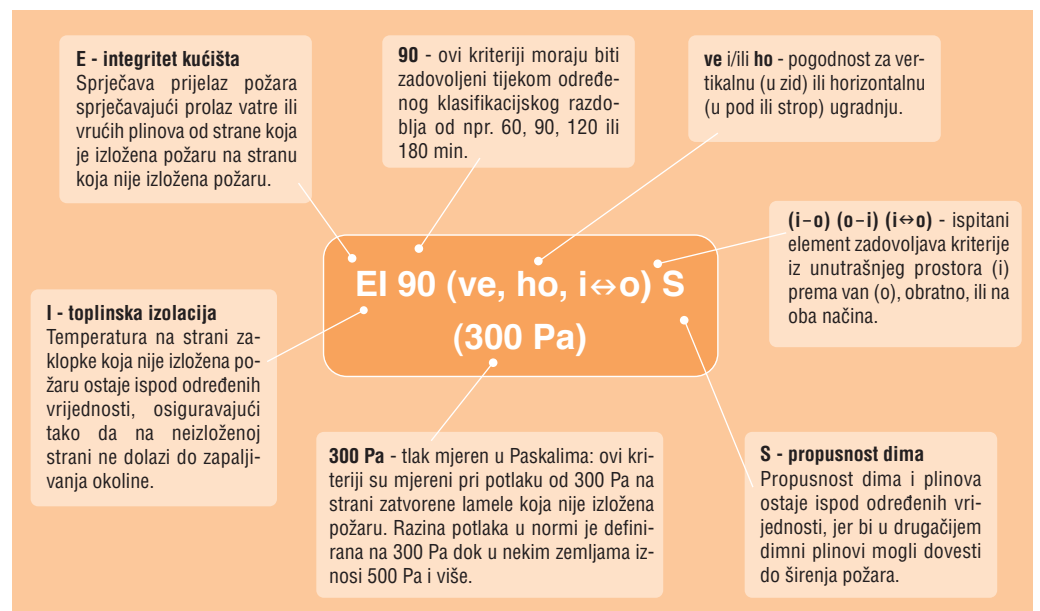 E - integritet kućišta
Sprječava prijelaz požara
sprječavajući prolaz vatre ili
vrućih plinova od strane koja
je izložena požaru na stranu
koja nije izložena požaru.
90 - ovi kriteriji moraju biti
zadovoljeni tijekom određe-
nog klasifikacijskog razdo-
blja od npr. 60, 90, 120 ili
180 min.
ve i/ili ho - pogodnost za ver-
tikalnu (u zid) ili horizontalnu
(u pod ili strop) ugradnju.
(i-o) (o-i) (i↔o) - ispitani
element zadovoljava kriterije
iz unutrašnjeg prostora (i)
prema van (o), obratno, ili na
oba načina.
EI 90 (ve, ho, i↔o) S
(300 Pa)
I - toplinska izolacija
Temperatura na strani za-
klopke koja nije izložena po-
žaru ostaje ispod određenih
vrijednosti, osiguravajući
tako da na neizloženoj
strani ne dolazi do zapalji-
vanja okoline.
300 Pa - tlak mjeren u Paskalima: ovi kri-
teriji su mjereni pri potlaku od 300 Pa na
strani zatvorene lamele koja nije izložena
požaru. Razina potlaka u normi je defini-
rana na 300 Pa dok u nekim zemljama iz-
nosi 500 Pa i više.
S - propusnost dima
Propusnost dima i plinova
ostaje ispod određenih vri-
jednosti, jer bi u drugačijem
dimni plinovi mogli dovesti
do širenja požara.